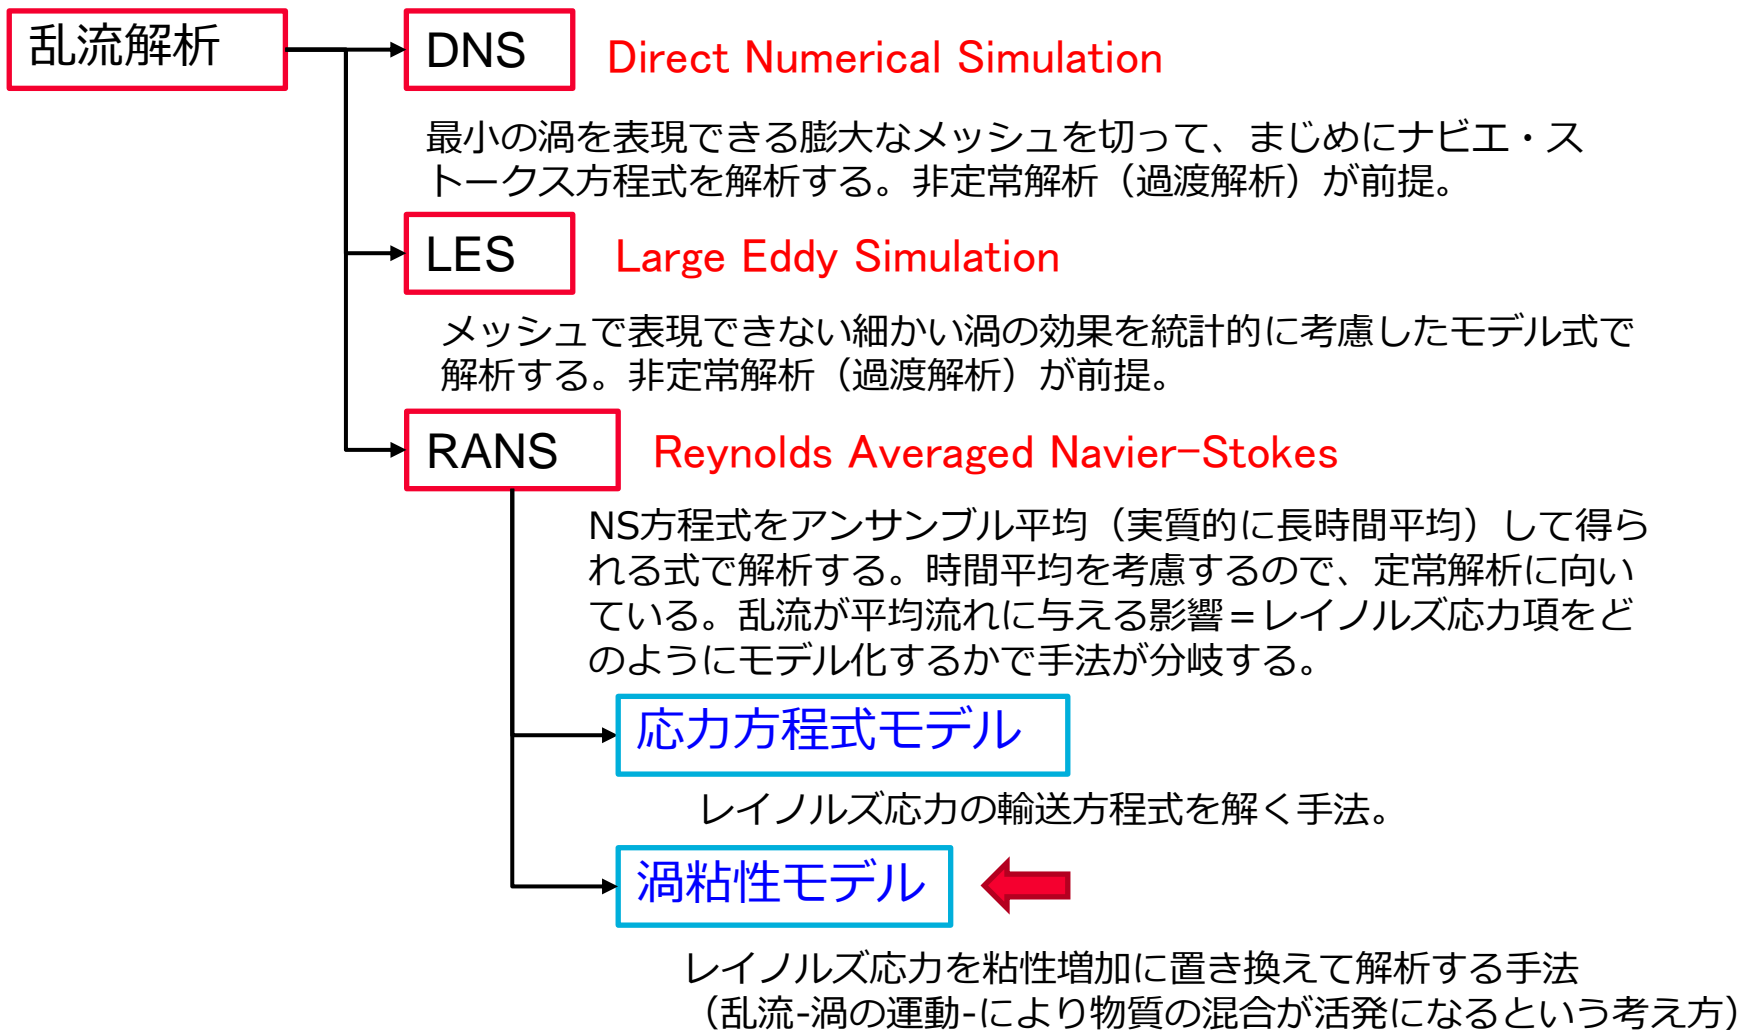 乱流解析
DNS
Direct Numerical Simulation
最小の渦を表現できる膨大なメッシュを切って、まじめにナビエ・ス
トークス方程式を解析する。非定常解析（過渡解析）が前提。
LES
Large Eddy Simulation
メッシュで表現できない細かい渦の効果を統計的に考慮したモデル式で
解析する。非定常解析（過渡解析）が前提。
RANS
Reynolds Averaged Navier-Stokes
NS方程式をアンサンブル平均（実質的に長時間平均）して得ら
れる式で解析する。時間平均を考慮するので、定常解析に向い
ている。乱流が平均流れに与える影響＝レイノルズ応力項をど
のようにモデル化するかで手法が分岐する。
応力方程式モデル
レイノルズ応力の輸送方程式を解く手法。
渦粘性モデル
レイノルズ応力を粘性増加に置き換えて解析する手法
（乱流-渦の運動-により物質の混合が活発になるという考え方）